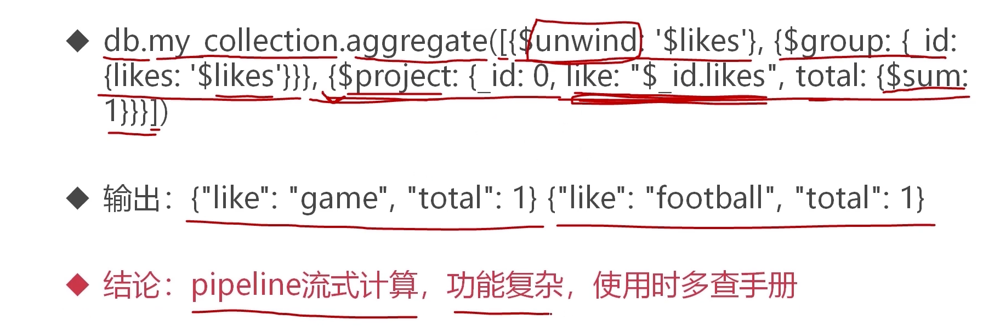 db.my_collection.aggregate([{$unwind: '$likes'}, {$group: {_id:
{likes: '$likes'}}}, {$project: {_id: 0, like: "$_id.likes", total: {$sum:
1}}}])
输出：{"like": "game", "total": 1} {"like": "football", "total": 1}
结论：pipeline流式计算，功能复杂，使用时多查手册